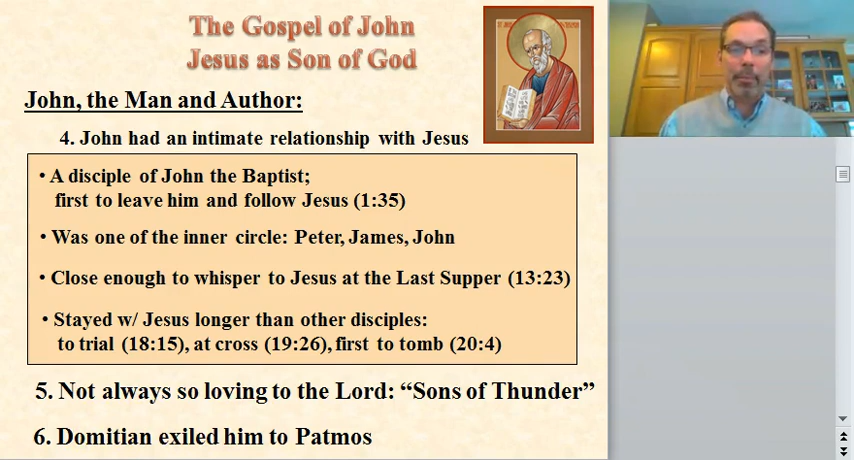 The Gospel of John
Jesus as Son of God
John, the Man and Author:
4. John had an intimate relationship with Jesus
• A disciple of John the Baptist;
first to leave him and follow Jesus (1:35)
• Was one of the inner circle: Peter, James, John
• Close enough to whisper to Jesus at the Last Supper (13:23)
• Stayed w/ Jesus longer than other disciples:
to trial (18:15), at cross (19:26), first to tomb (20:4)
5. Not always so loving to the Lord: “Sons of Thunder”
6. Domitian exiled him to Patmos